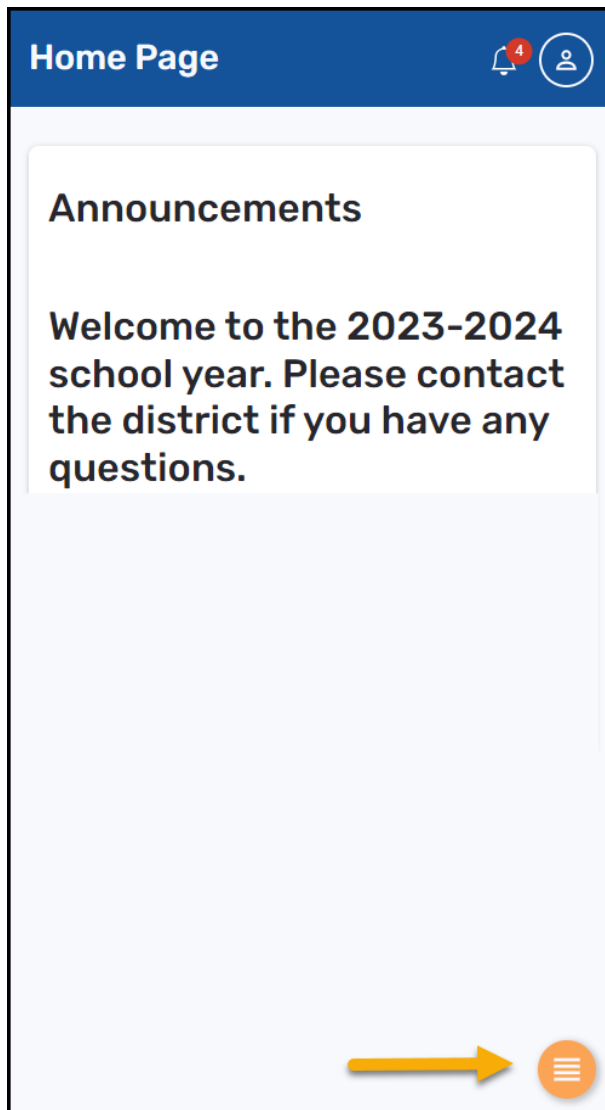 Home Page
4
Announcements
Welcome to the 2023-2024
school year. Please contact
the district if you have any
questions.